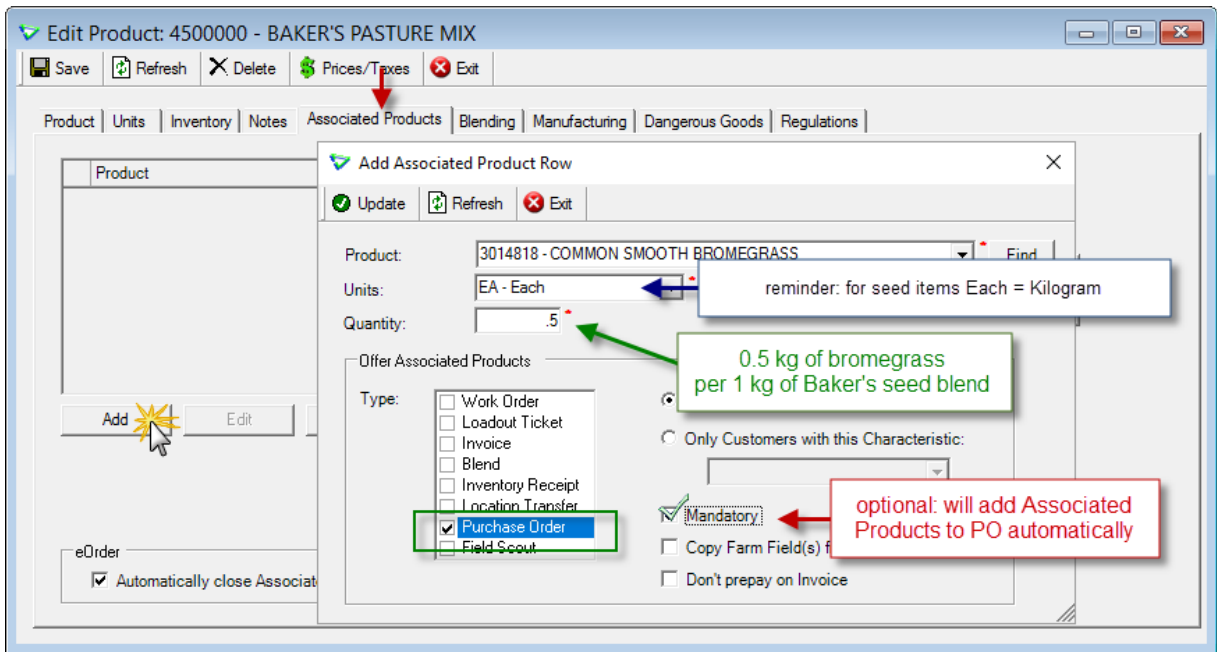 Edit Product: 4500000 - BAKER'S PASTURE MIX
Save Refresh Delete Prices/Taxes Exit
Product Units Inventory Notes Associated Products Blending Manufacturing Dangerous Goods Regulations
Product
Add Associated Product Row
Update Refresh Exit
Product: 3014818 - COMMON SMOOTH BROMEGRASS * Find
Units: EA - Each *
reminder: for seed items Each = Kilogram
Quantity: .5 *
0.5 kg of bromegrass
per 1 kg of Baker's seed blend
Offer Associated Products
Type:
Work Order
Loadout Ticket
Invoice
Blend
Inventory Receipt
Location Transfer
Purchase Order
Field Scout
Only Customers with this Characteristic:
Mandatory
optional: will add Associated
Products to PO automatically
Copy Farm Field(s) f
Don't prepay on Invoice
Add Edit
eOrder
Automatically close Associat